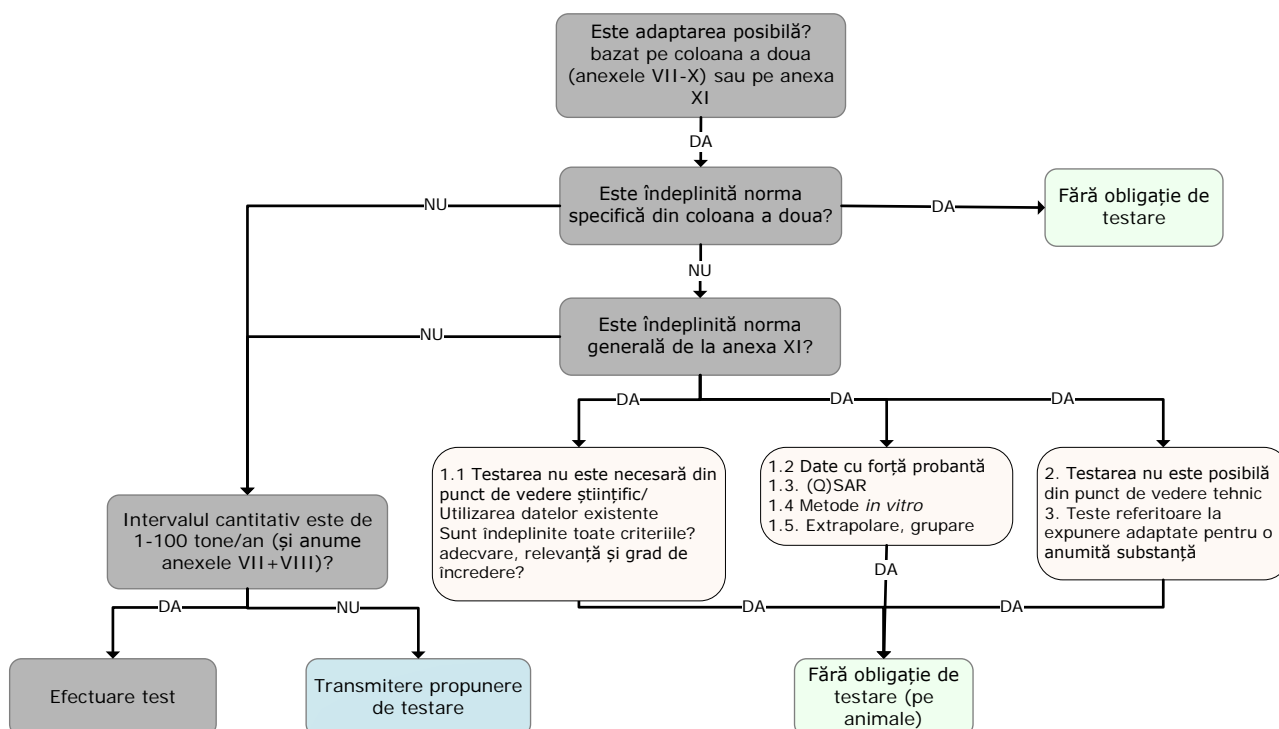 Este adaptarea posibilă?
bazat pe coloana a doua
(anexele VII-X) sau pe anexa
XI
DA
Este îndeplinită norma
specifică din coloana a doua?
NU
DA
Fără obligație de
testare
NU
Este îndeplinită norma
generală de la anexa XI?
NU
DA
DA
DA
1.1 Testarea nu este necesară din
punct de vedere științific/
Utilizarea datelor existente
Sunt îndeplinite toate criteriile?
adecvare, relevanță și grad de
încredere?
1.2 Date cu forță probantă
1.3. (Q)SAR
1.4 Metode in vitro
1.5. Extrapolare, grupare
2. Testarea nu este posibilă
din punct de vedere tehnic
3. Teste referitoare la
expunere adaptate pentru o
anumită substanță
Intervalul cantitativ este de
1-100 tone/an (și anume
anexele VII+VIII)?
DA
DA
NU
DA
DA
Efectuare test
Transmitere propunere
de testare
Fără obligație de
testare (pe
animale)